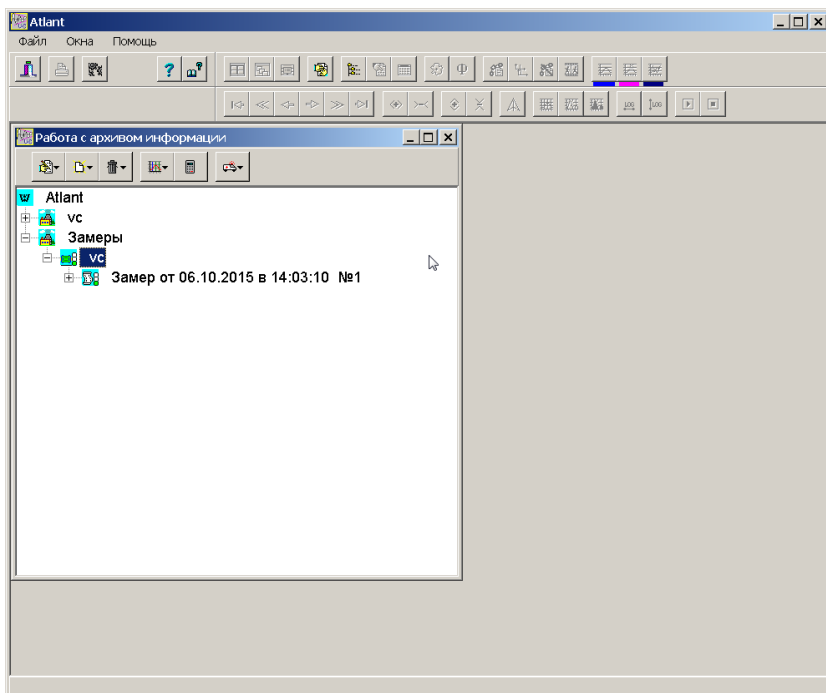 Atlant
Файл Окна Помощь
Работа с архивом информации
Atlant
vc
Замеры
vc
Замер от 06.10.2015 в 14:03:10 №1